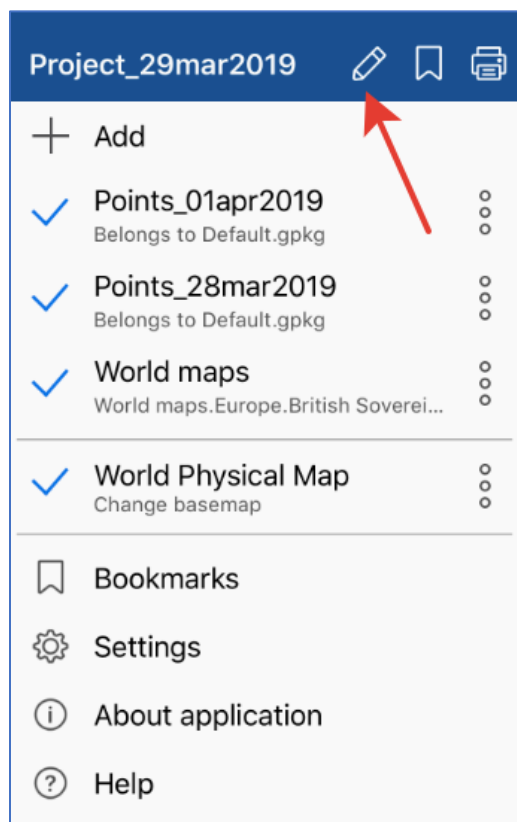 Project_29mar2019
Add
Points_01apr2019
Belongs to Default.gpkg
Points_28mar2019
Belongs to Default.gpkg
World maps
World maps.Europe.British Soverei...
World Physical Map
Change basemap
Bookmarks
Settings
About application
Help